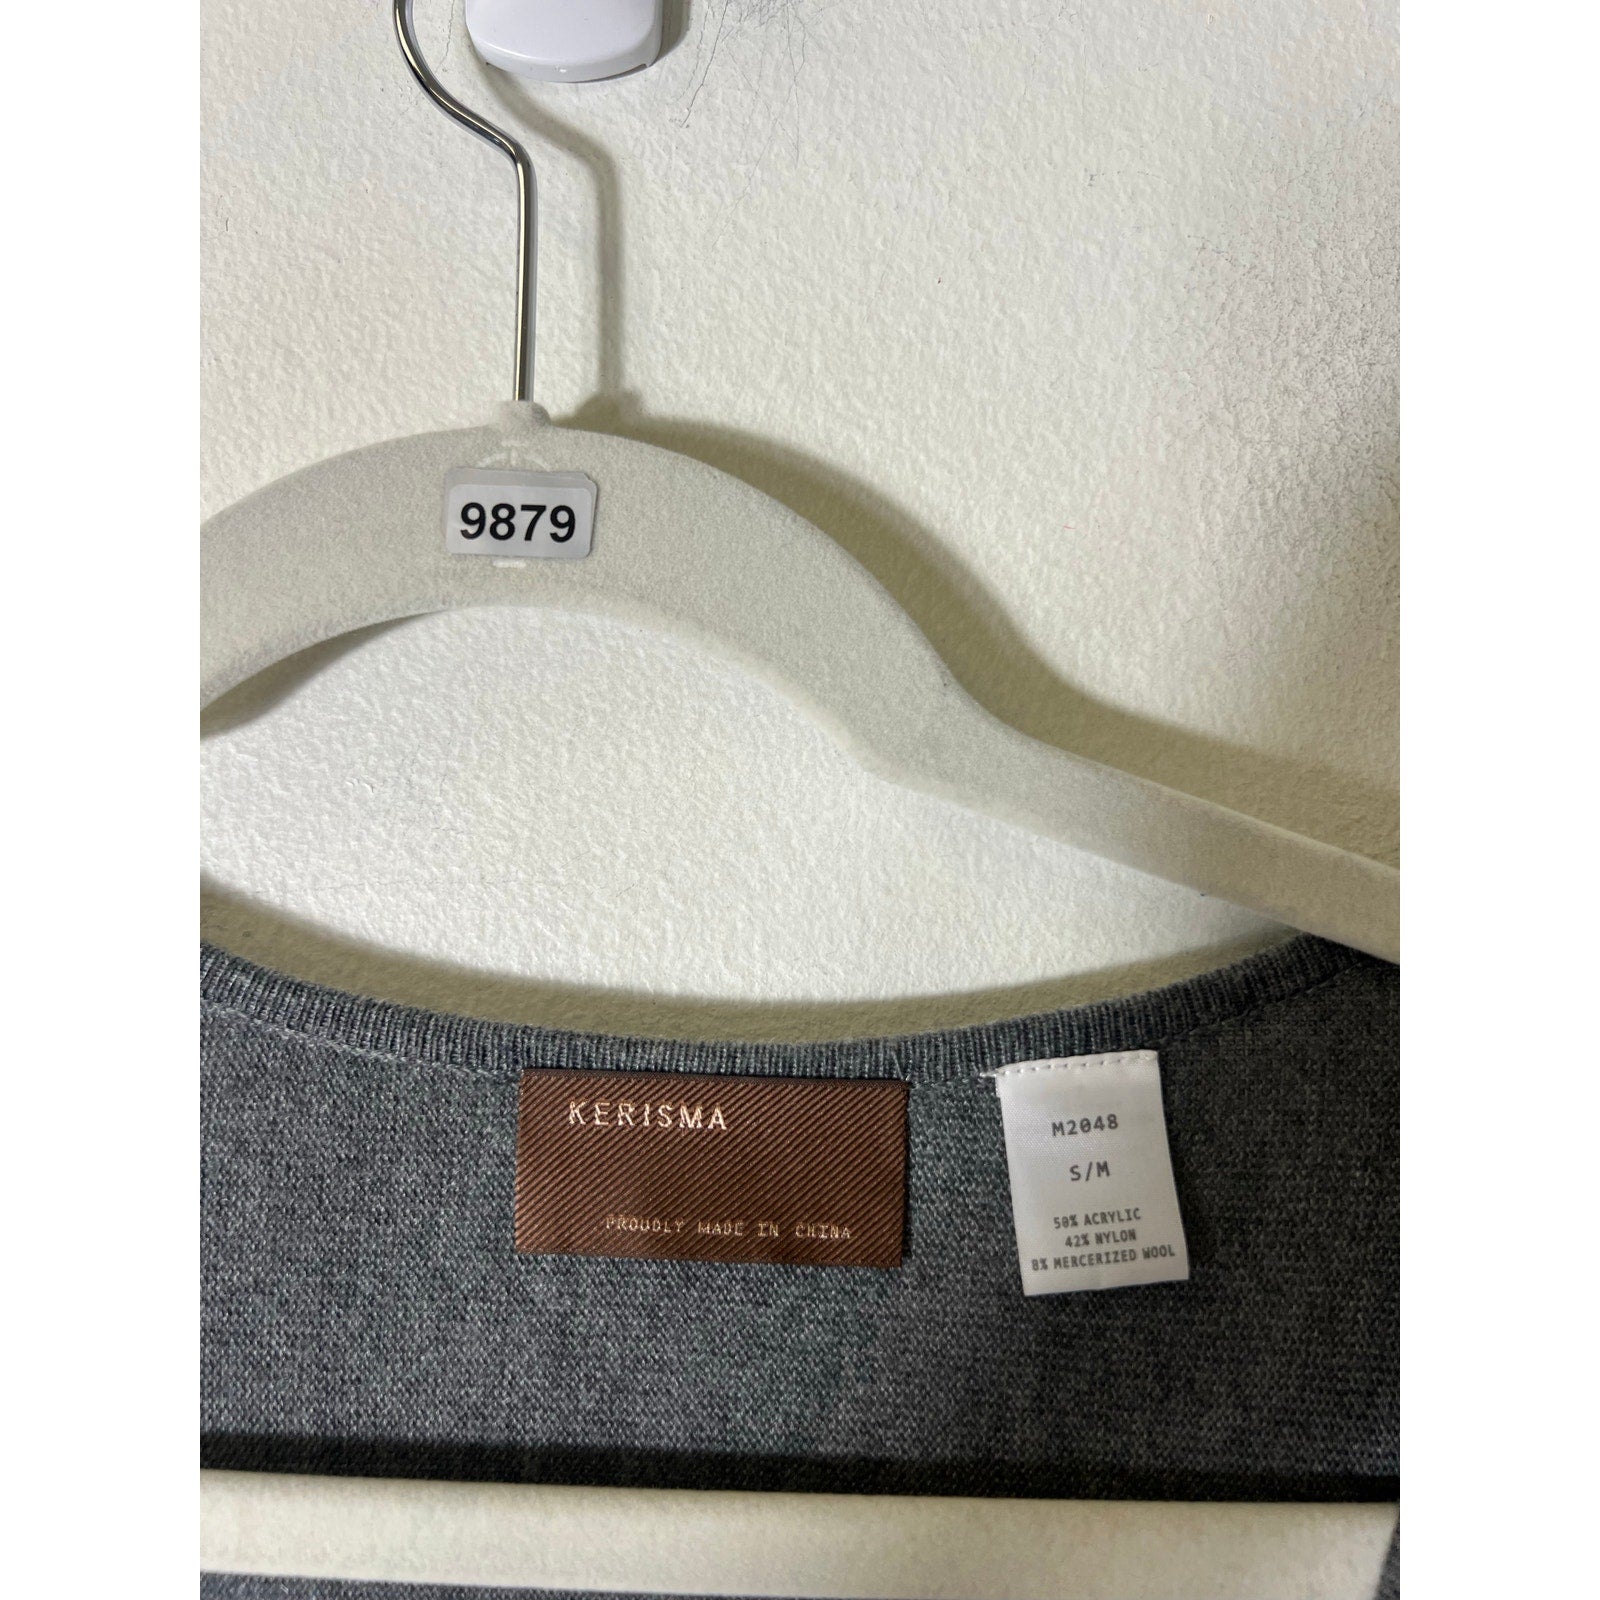 9879
KERISMA
PROUDLY MADE IN CHINA
M2048
S/M
50% ACRYLIC
42% NYLON
8% MERCERIZED WOOL